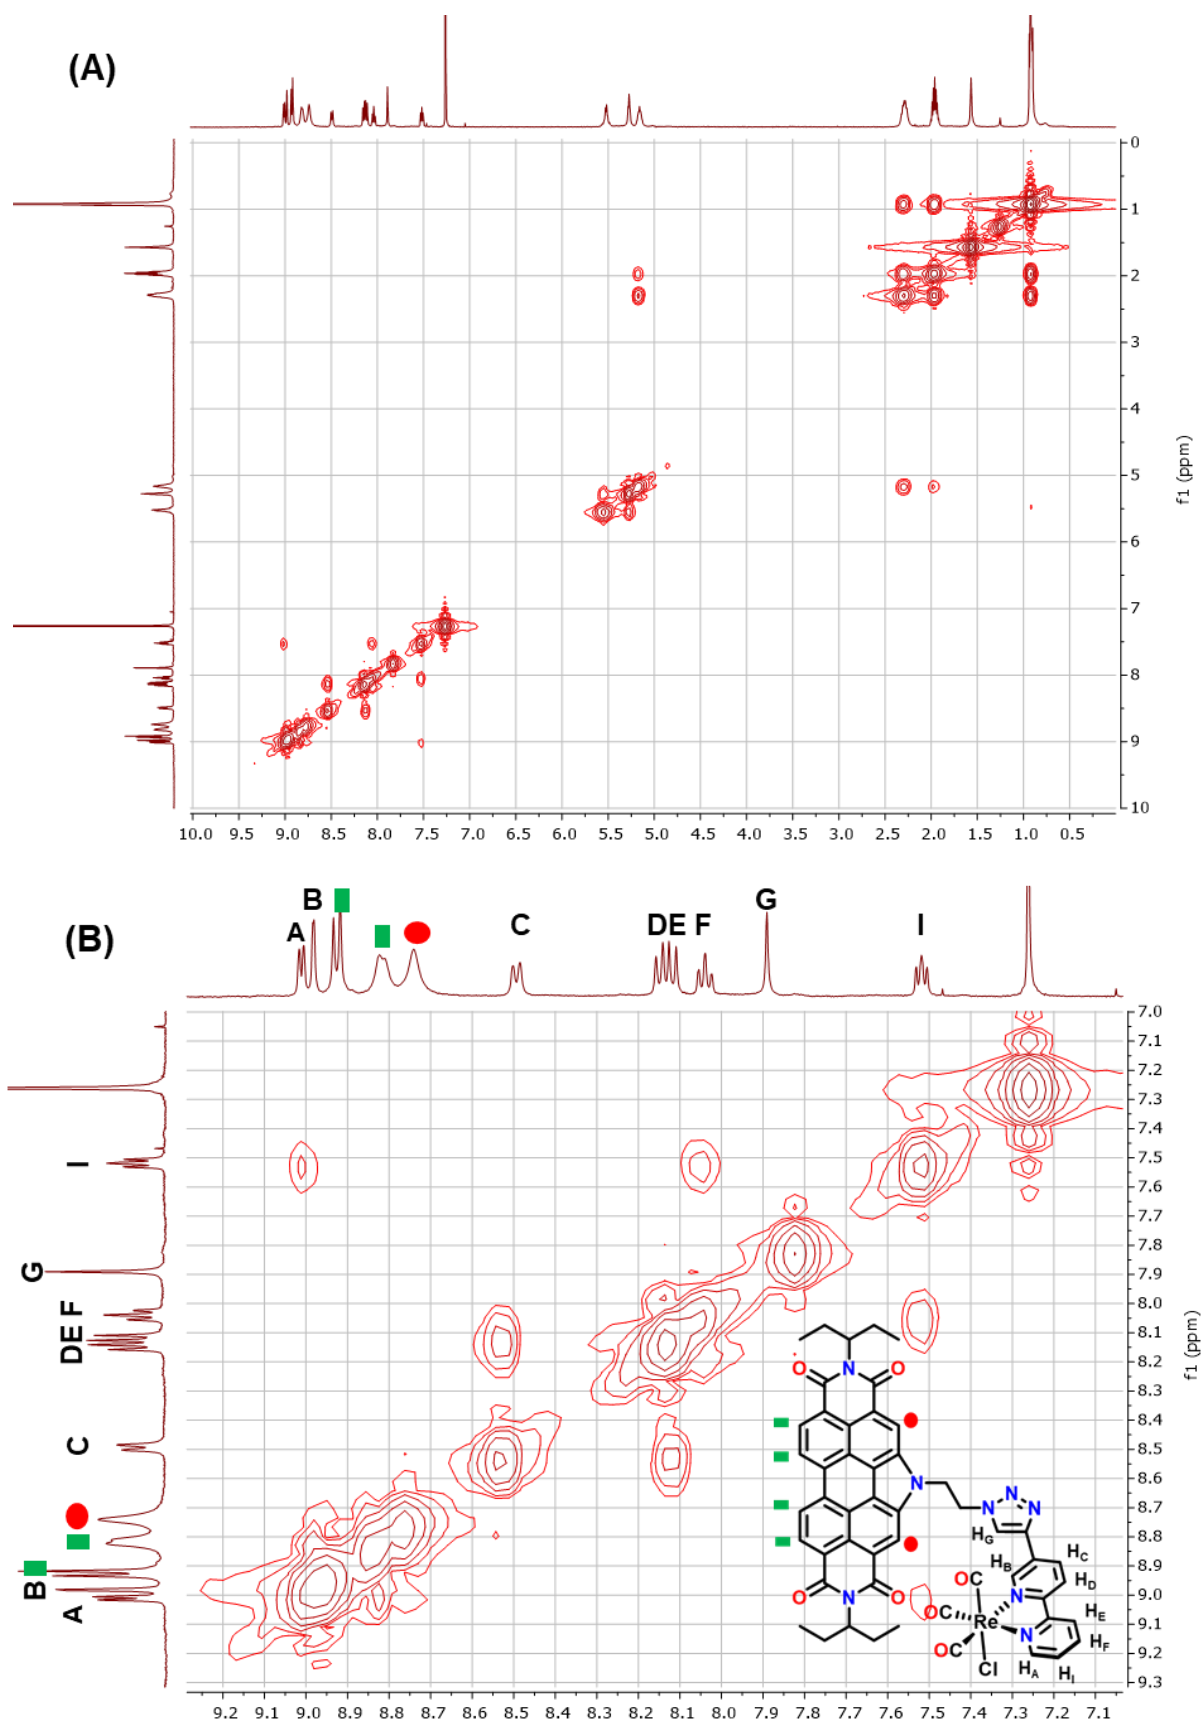 (A)
0
1
2
3
4
5
6
7
8
9
10
f1 (ppm)
10.0 9.5 9.0 8.5 8.0 7.5 7.0 6.5 6.0 5.5 5.0 4.5 4.0 3.5 3.0 2.5 2.0 1.5 1.0 0.5
(B)
A B C D E F G I
I
G
DE F
C
B
A
7.0
7.1
7.2
7.3
7.4
7.5
7.6
7.7
7.8
7.9
8.0
8.1
8.2
8.3
8.4
8.5
8.6
8.7
8.8
8.9
9.0
9.1
9.2
9.3
f1 (ppm)
O N O
N
N N N
HG
HB HC
HD
OC N
OC Re HE
OC N HF
Cl HA HI
O N O
9.2 9.1 9.0 8.9 8.8 8.7 8.6 8.5 8.4 8.3 8.2 8.1 8.0 7.9 7.8 7.7 7.6 7.5 7.4 7.3 7.2 7.1